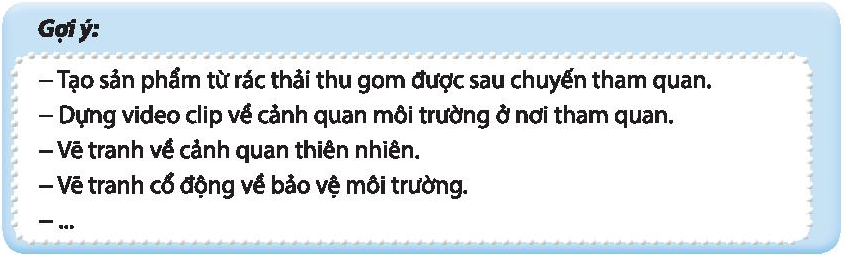 Gợi ý:
– Tạo sản phẩm từ rác thải thu gom được sau chuyến tham quan.
– Dựng video clip về cảnh quan môi trường ở nơi tham quan.
– Vẽ tranh về cảnh quan thiên nhiên.
– Vẽ tranh cổ động về bảo vệ môi trường.
– ...